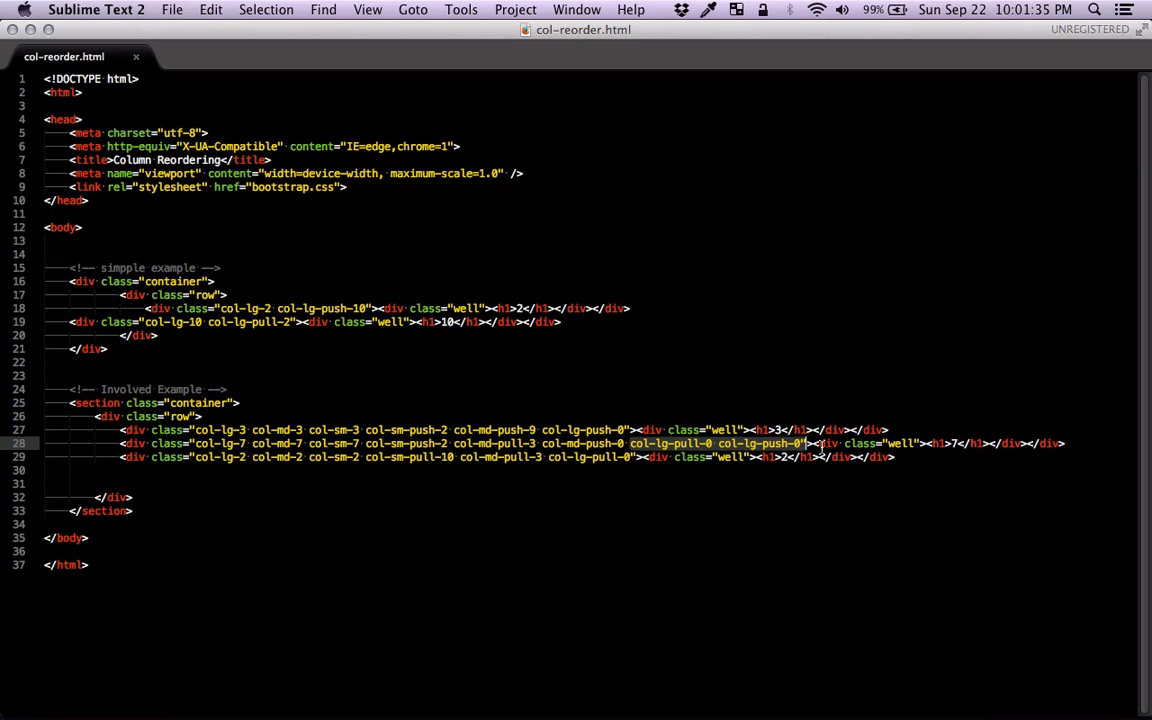 Sublime Text 2 File Edit Selection Find View Goto Tools Project Window Help 99% Sun Sep 22 10:01:35 PM
col-reorder.html UNREGISTERED
col-reorder.html ×
1 <!DOCTYPE html>
2 <html>
3
4 <head>
5 <meta charset="utf-8">
6 <meta http-equiv="X-UA-Compatible" content="IE=edge,chrome=1">
7 <title>Column Reordering</title>
8 <meta name="viewport" content="width=device-width, maximum-scale=1.0" />
9 <link rel="stylesheet" href="bootstrap.css">
10 </head>
11
12 <body>
13
14
15 <!-- simpple example -->
16 <div class="container">
17 <div class="row">
18 <div class="col-lg-2 col-lg-push-10"><div class="well"><h1>2</h1></div></div>
19 <div class="col-lg-10 col-lg-pull-2"><div class="well"><h1>10</h1></div></div>
20 </div>
21 </div>
22
23
24 <!-- Involved Example -->
25 <section class="container">
26 <div class="row">
27 <div class="col-lg-3 col-md-3 col-sm-3 col-sm-push-2 col-md-push-9 col-lg-push-0"><div class="well"><h1>3</h1></div></div>
28 <div class="col-lg-7 col-md-7 col-sm-7 col-sm-push-2 col-md-pull-3 col-md-push-0 col-lg-pull-0 col-lg-push-0"><div class="well"><h1>7</h1></div></div>
29 <div class="col-lg-2 col-md-2 col-sm-2 col-sm-pull-10 col-md-pull-3 col-lg-pull-0"><div class="well"><h1>2</h1></div></div>
30
31
32 </div>
33 </section>
34
35 </body>
36
37 </html>